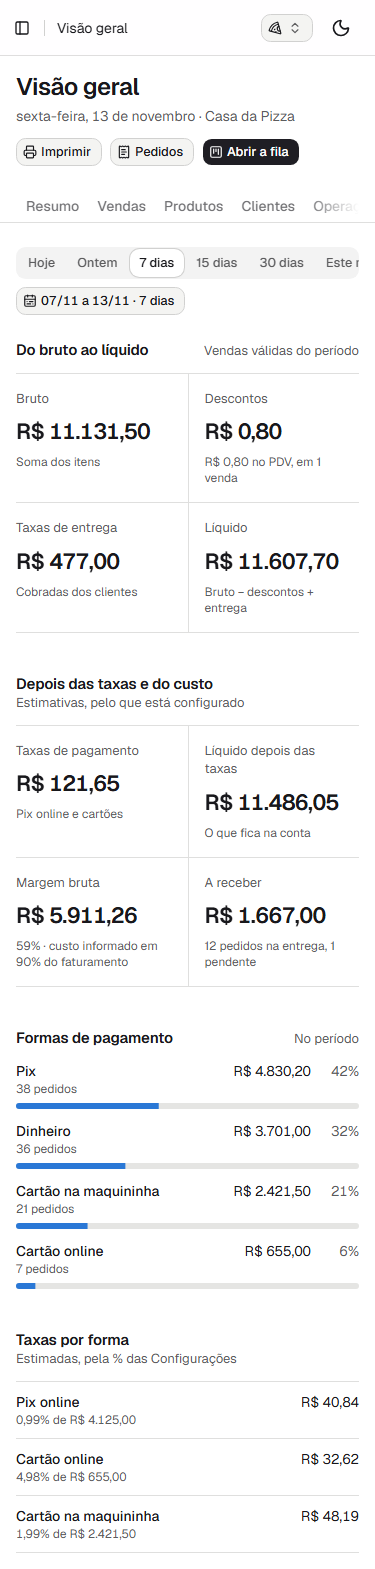 Visão geral
Visão geral
sexta-feira, 13 de novembro · Casa da Pizza
Imprimir Pedidos Abrir a fila
Resumo Vendas Produtos Clientes
Hoje Ontem 7 dias 15 dias 30 dias Este
07/11 a 13/11 · 7 dias
Do bruto ao líquido Vendas válidas do período
Bruto
R$ 11.131,50
Soma dos itens
Descontos
R$ 0,80
R$ 0,80 no PDV, em 1
venda
Taxas de entrega
R$ 477,00
Cobradas dos clientes
Líquido
R$ 11.607,70
Bruto − descontos +
entrega
Depois das taxas e do custo
Estimativas, pelo que está configurado
Taxas de pagamento
R$ 121,65
Pix online e cartões
Líquido depois das
taxas
R$ 11.486,05
O que fica na conta
Margem bruta
R$ 5.911,26
59% · custo informado em
90% do faturamento
A receber
R$ 1.667,00
12 pedidos na entrega, 1
pendente
Formas de pagamento No período
Pix R$ 4.830,20 42%
38 pedidos
Dinheiro R$ 3.701,00 32%
36 pedidos
Cartão na maquininha R$ 2.421,50 21%
21 pedidos
Cartão online R$ 655,00 6%
7 pedidos
Taxas por forma
Estimadas, pela % das Configurações
Pix online R$ 40,84
0,99% de R$ 4.125,00
Cartão online R$ 32,62
4,98% de R$ 655,00
Cartão na maquininha R$ 48,19
1,99% de R$ 2.421,50